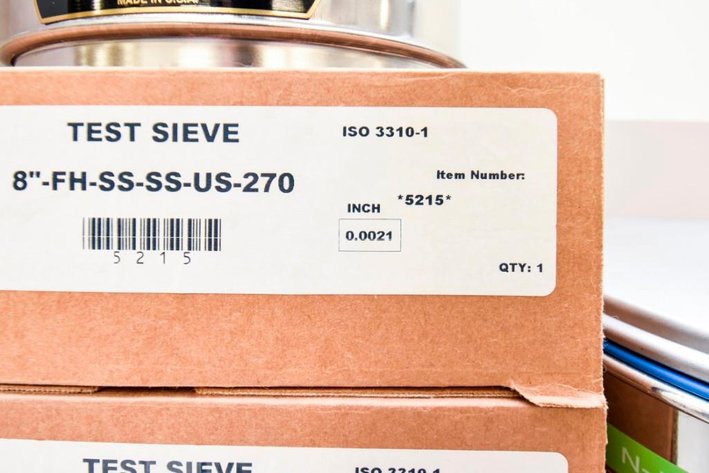 MADE IN U.S.A.
TEST SIEVE
ISO 3310-1
8"-FH-SS-SS-US-270
Item Number:
*5215*
INCH
0.0021
5215
QTY: 1
TEST SIEVE
ISO 3310-1